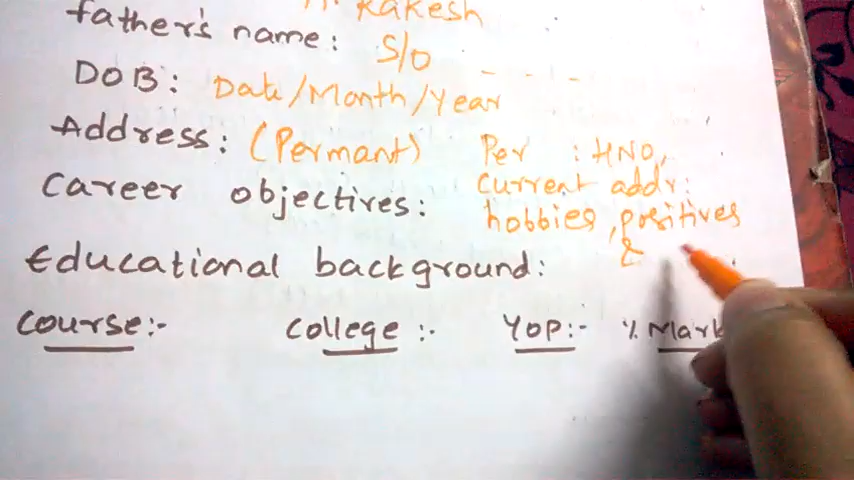 Rakesh
father's name: S/O _ _ _ _
DOB: Date/Month/Year
Address: (Permant) Per : HNO,
Career objectives: Current addr:
hobbies, positives
Educational background: &
Course:- College :- YOP:- % Mark